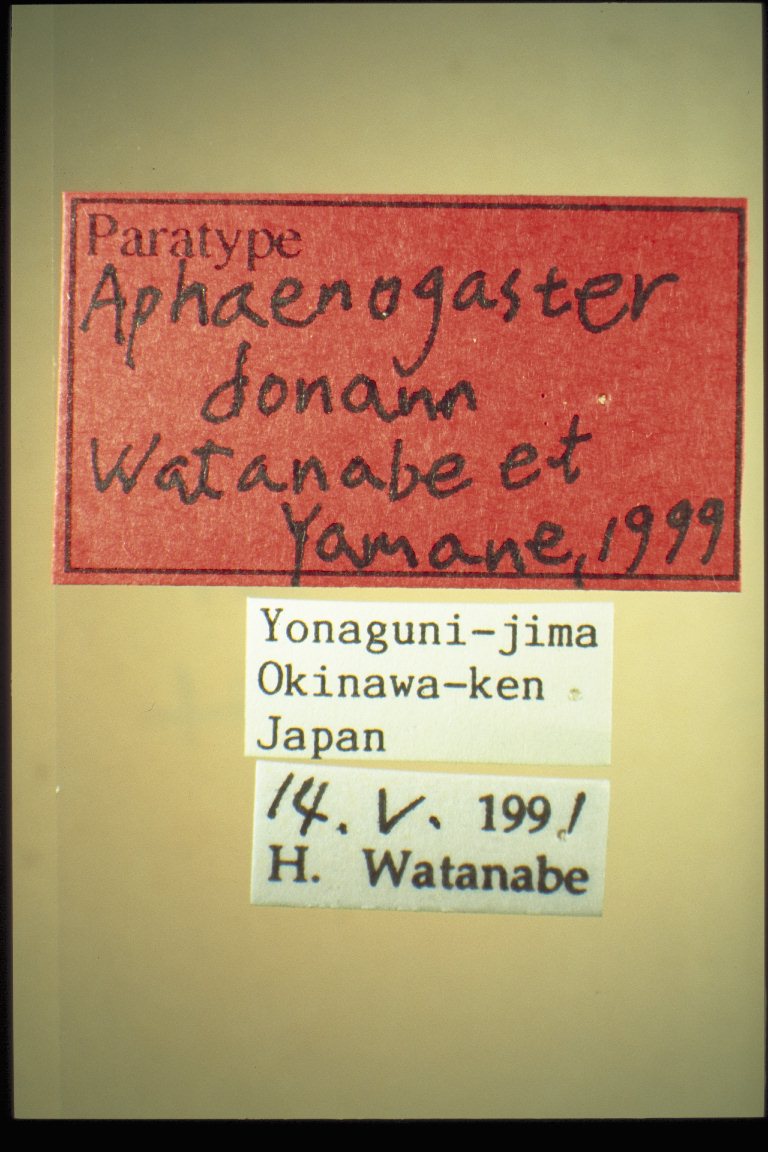 Paratype
Aphaenogaster
donann
Watanabe et
Yamane, 1999
Yonaguni-jima
Okinawa-ken
Japan
14. V. 1991
H. Watanabe